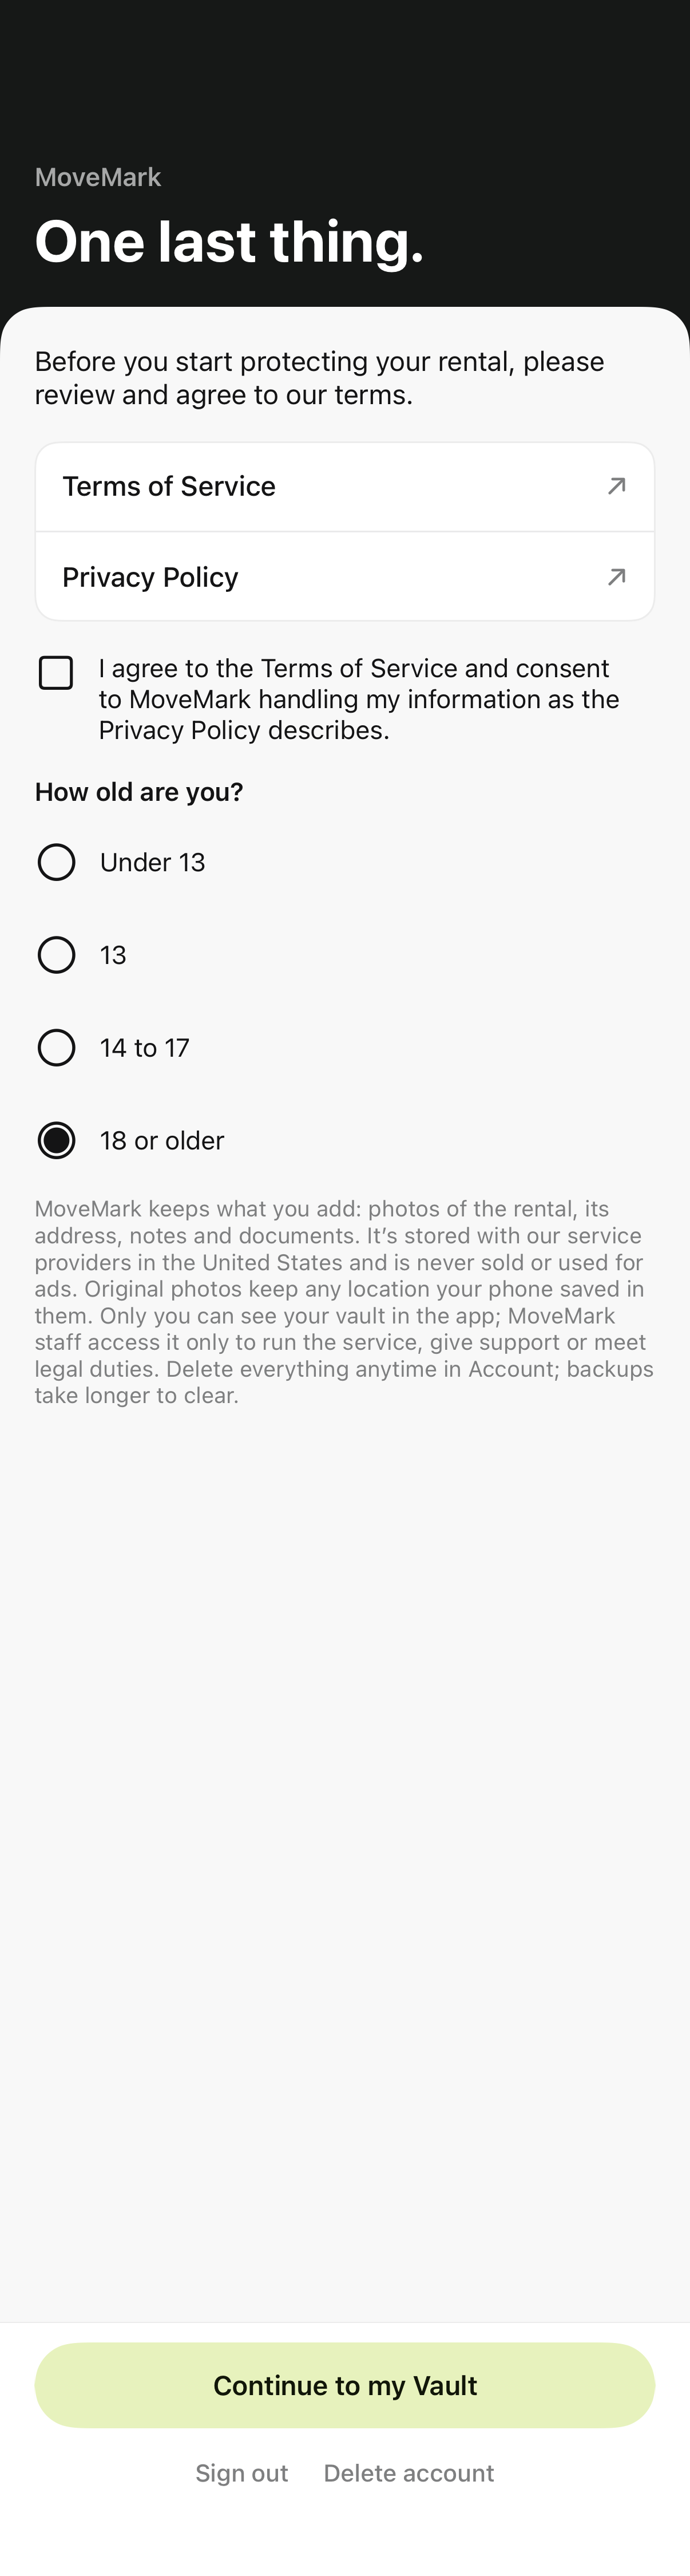 MoveMark
One last thing.
Before you start protecting your rental, please
review and agree to our terms.
Terms of Service
Privacy Policy
I agree to the Terms of Service and consent
to MoveMark handling my information as the
Privacy Policy describes.
How old are you?
Under 13
13
14 to 17
18 or older
MoveMark keeps what you add: photos of the rental, its
address, notes and documents. It’s stored with our service
providers in the United States and is never sold or used for
ads. Original photos keep any location your phone saved in
them. Only you can see your vault in the app; MoveMark
staff access it only to run the service, give support or meet
legal duties. Delete everything anytime in Account; backups
take longer to clear.
Continue to my Vault
Sign out Delete account